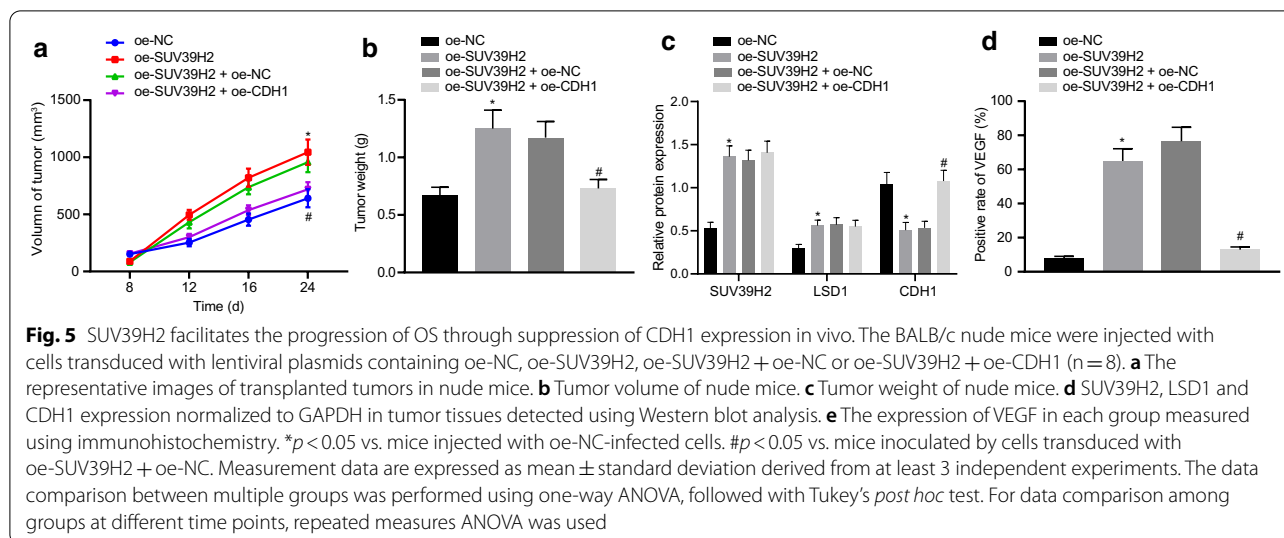 a
oe-NC
oe-SUV39H2
oe-SUV39H2 + oe-NC
oe-SUV39H2 + oe-CDH1
Volumn of tumor (mm³)
1500
1000
500
0
8 12 16 24
Time (d)
*
#
b
oe-NC
oe-SUV39H2
oe-SUV39H2 + oe-NC
oe-SUV39H2 + oe-CDH1
Tumor weight (g)
2.0
1.5
1.0
0.5
0.0
*
#
c
oe-NC
oe-SUV39H2
oe-SUV39H2 + oe-NC
oe-SUV39H2 + oe-CDH1
Relative protein expression
2.0
1.5
1.0
0.5
0.0
*
*
*
#
SUV39H2 LSD1 CDH1
d
oe-NC
oe-SUV39H2
oe-SUV39H2 + oe-NC
oe-SUV39H2 + oe-CDH1
Positive rate of VEGF (%)
100
80
60
40
20
0
*
#
Fig. 5 SUV39H2 facilitates the progression of OS through suppression of CDH1 expression in vivo. The BALB/c nude mice were injected with
cells transduced with lentiviral plasmids containing oe-NC, oe-SUV39H2, oe-SUV39H2 + oe-NC or oe-SUV39H2 + oe-CDH1 (n = 8). a The
representative images of transplanted tumors in nude mice. b Tumor volume of nude mice. c Tumor weight of nude mice. d SUV39H2, LSD1 and
CDH1 expression normalized to GAPDH in tumor tissues detected using Western blot analysis. e The expression of VEGF in each group measured
using immunohistochemistry. *p < 0.05 vs. mice injected with oe-NC-infected cells. #p < 0.05 vs. mice inoculated by cells transduced with
oe-SUV39H2 + oe-NC. Measurement data are expressed as mean ± standard deviation derived from at least 3 independent experiments. The data
comparison between multiple groups was performed using one-way ANOVA, followed with Tukey's post hoc test. For data comparison among
groups at different time points, repeated measures ANOVA was used